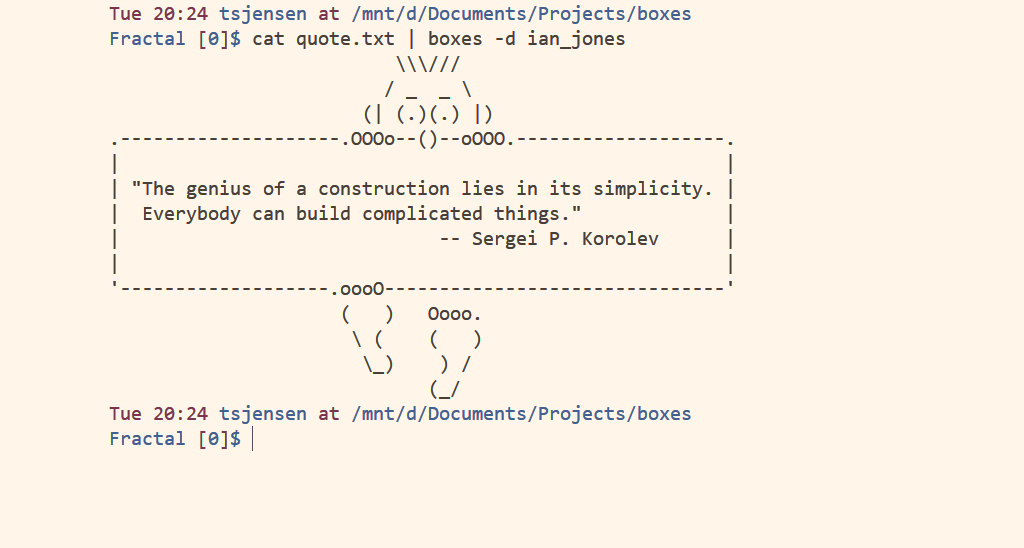 Tue 20:24 tsjensen at /mnt/d/Documents/Projects/boxes
Fractal [0]$ cat quote.txt | boxes -d ian_jones
                          \\\///
                         / _  _ \
                       (| (.)(.) |)
.--------------------.OOOo--()--oOOO.-------------------.
|                                                       |
| "The genius of a construction lies in its simplicity. |
|  Everybody can build complicated things."             |
|                             -- Sergei P. Korolev      |
|                                                       |
'-------------------.oooO-------------------------------'
                     (   )   Oooo.
                      \ (    (   )
                       \_)    ) /
                             (_/
Tue 20:24 tsjensen at /mnt/d/Documents/Projects/boxes
Fractal [0]$